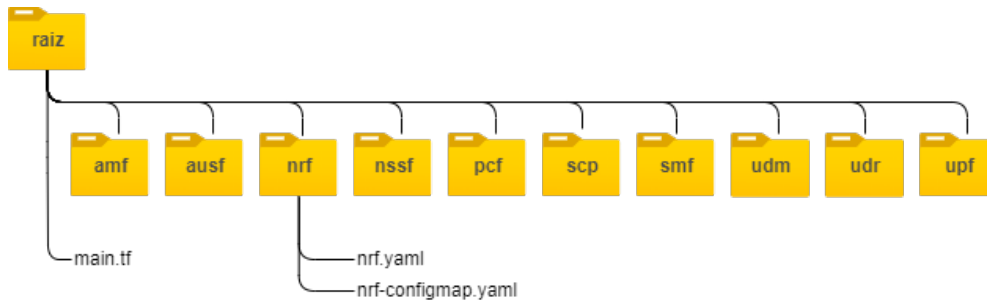 raiz
amf ausf nrf nssf pcf scp smf udm udr upf
main.tf nrf.yaml
nrf-configmap.yaml